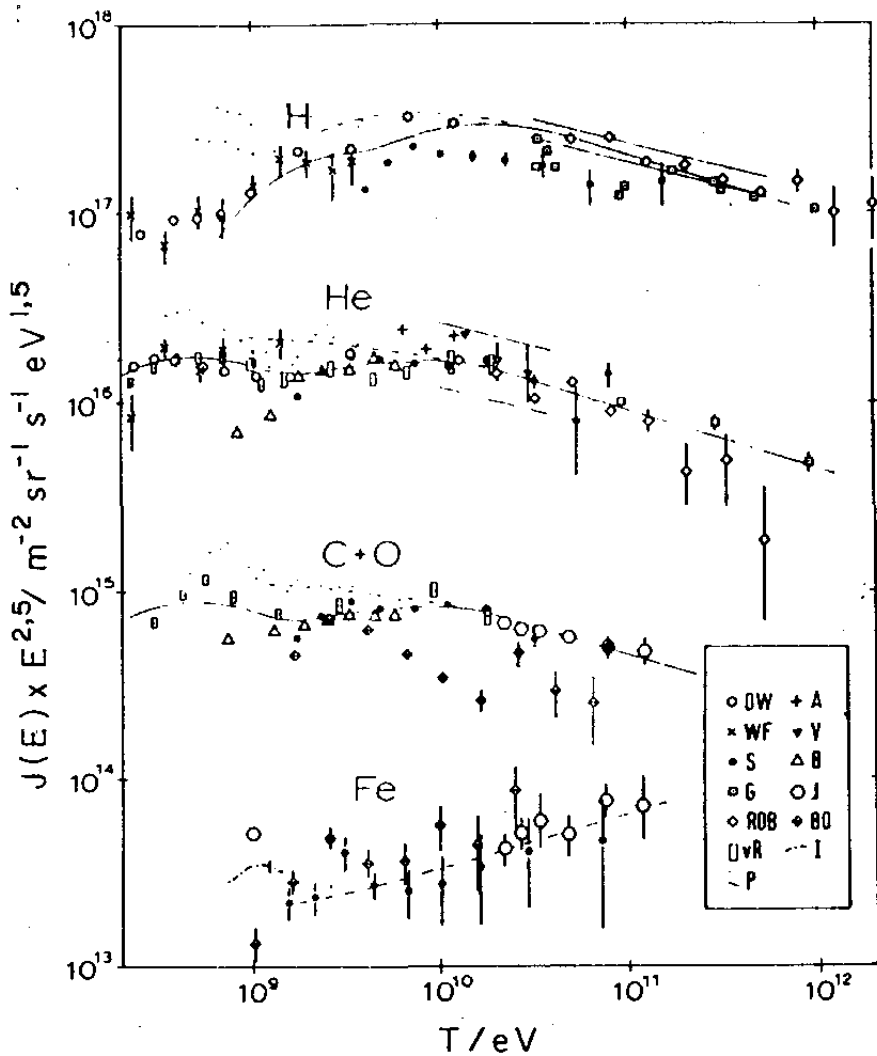 10^18
H
10^17
He
10^16
C+O
10^15
10^14
Fe
10^13
J(E) x E^2,5 / m^-2 sr^-1 s^-1 eV^1,5
10^9 10^10 10^11 10^12
T / eV
OW A
WF V
S B
G J
ROB BO
vR I
P